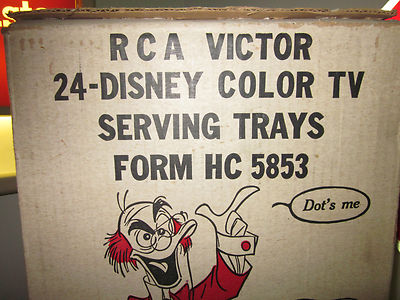 RCA VICTOR
24-DISNEY COLOR TV
SERVING TRAYS
FORM HC 5853
Dot's me